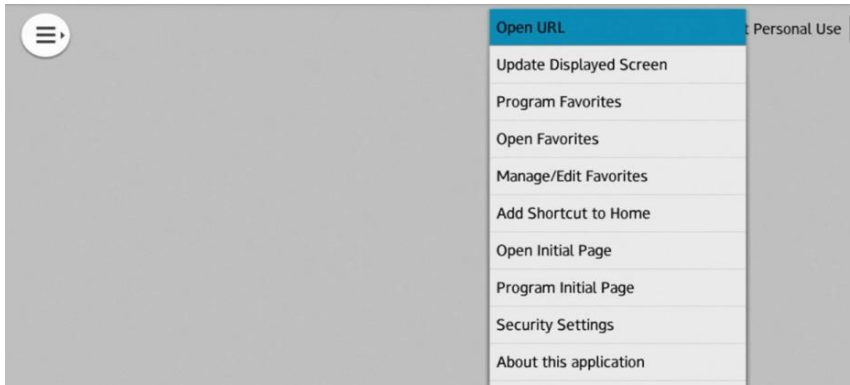 Open URL
t Personal Use
Update Displayed Screen
Program Favorites
Open Favorites
Manage/Edit Favorites
Add Shortcut to Home
Open Initial Page
Program Initial Page
Security Settings
About this application